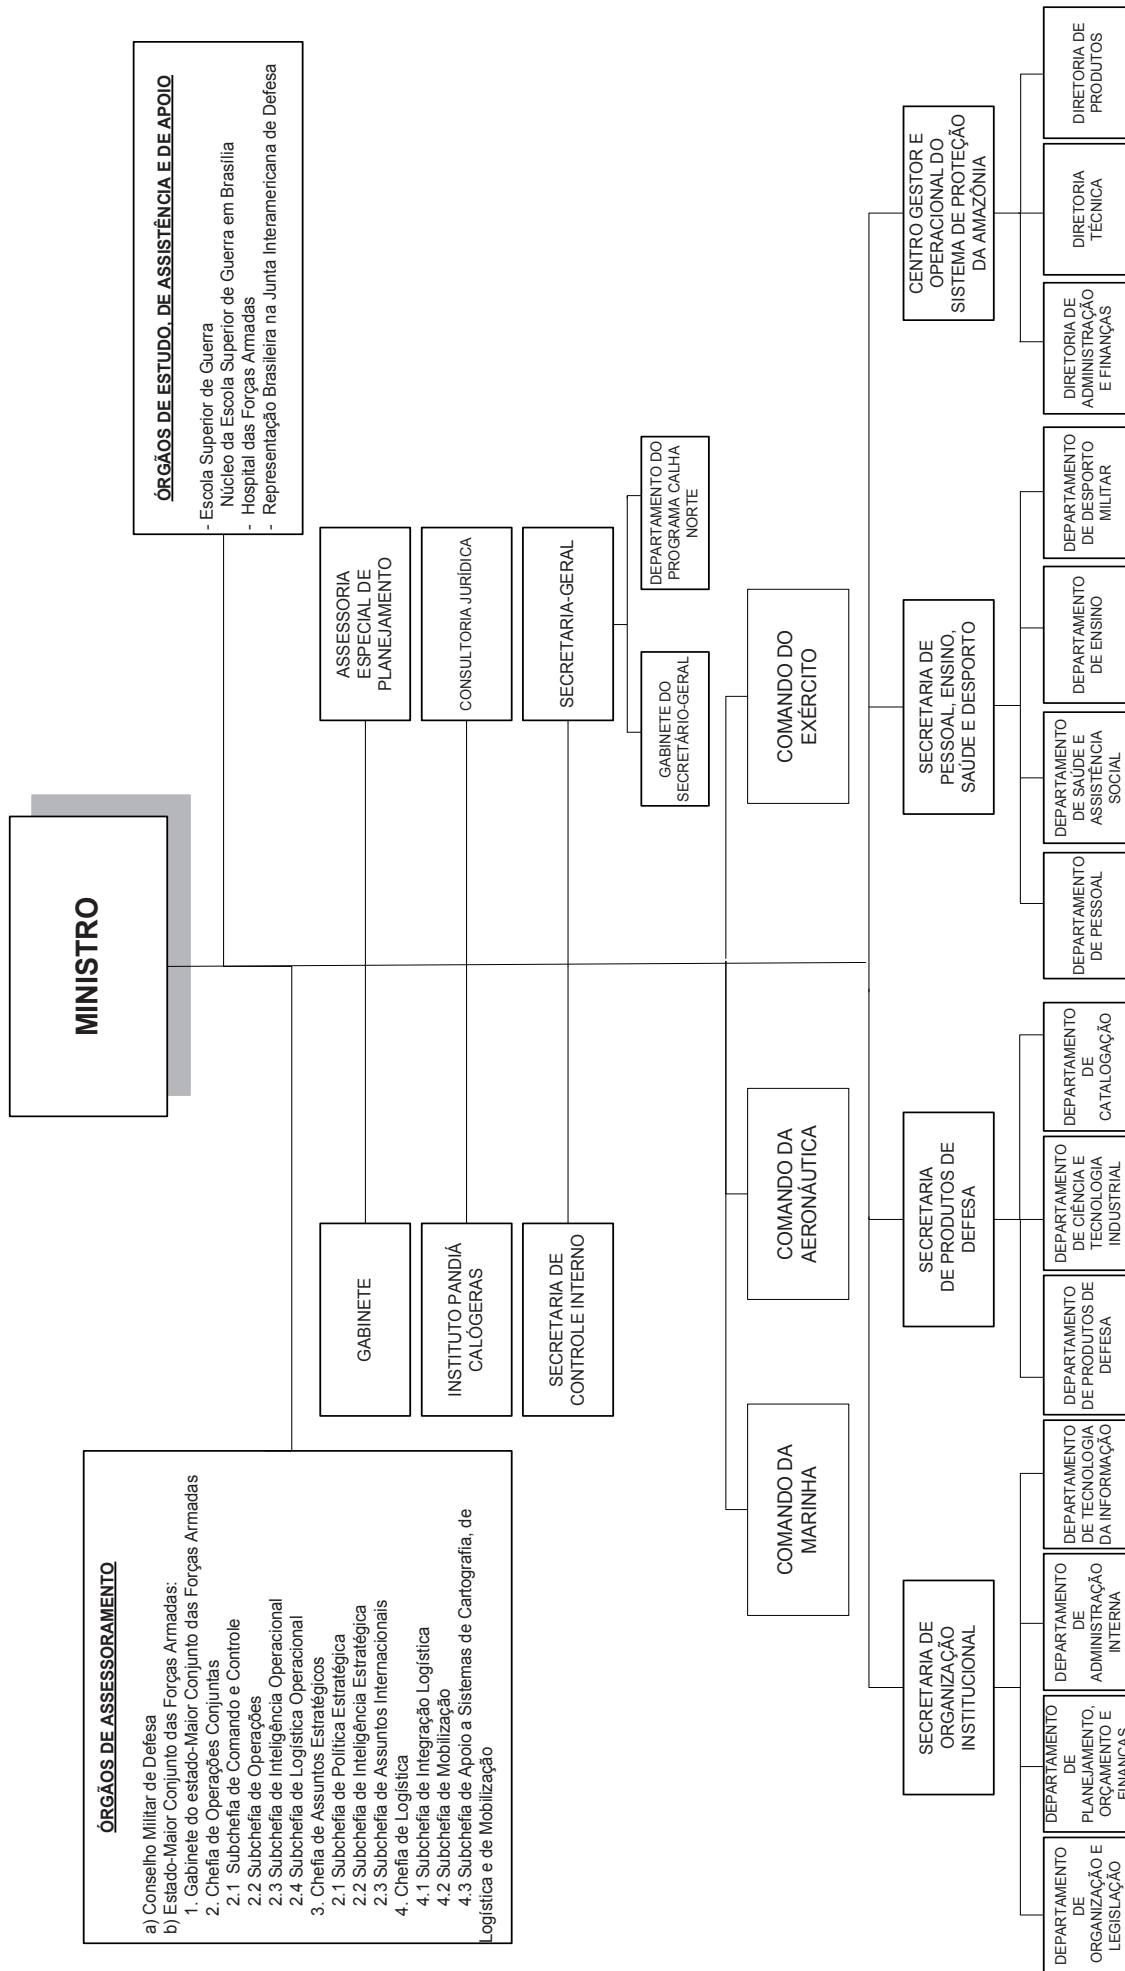 MINISTRO
ÓRGÃOS DE ASSESSORAMENTO
a) Conselho Militar de Defesa
b) Estado-Maior Conjunto das Forças Armadas:
1. Gabinete do estado-Maior Conjunto das Forças Armadas
2. Chefia de Operações Conjuntas
2.1 Subchefia de Comando e Controle
2.2 Subchefia de Operações
2.3 Subchefia de Inteligência Operacional
2.4 Subchefia de Logística Operacional
3. Chefia de Assuntos Estratégicos
2.1 Subchefia de Política Estratégica
2.2 Subchefia de Inteligência Estratégica
2.3 Subchefia de Assuntos Internacionais
4. Chefia de Logística
4.1 Subchefia de Integração Logística
4.2 Subchefia de Mobilização
4.3 Subchefia de Apoio a Sistemas de Cartografia, de
Logística e de Mobilização
ÓRGÃOS DE ESTUDO, DE ASSISTÊNCIA E DE APOIO
- Escola Superior de Guerra
Núcleo da Escola Superior de Guerra em Brasília
- Hospital das Forças Armadas
- Representação Brasileira na Junta Interamericana de Defesa
GABINETE
ASSESSORIA
ESPECIAL DE
PLANEJAMENTO
INSTITUTO PANDIÁ
CALÓGERAS
CONSULTORIA JURÍDICA
SECRETARIA DE
CONTROLE INTERNO
SECRETARIA-GERAL
GABINETE DO
SECRETÁRIO-GERAL
DEPARTAMENTO DO
PROGRAMA CALHA
NORTE
COMANDO DA
MARINHA
COMANDO DA
AERONÁUTICA
COMANDO DO
EXÉRCITO
SECRETARIA DE
ORGANIZAÇÃO
INSTITUCIONAL
SECRETARIA
DE PRODUTOS DE
DEFESA
SECRETARIA DE
PESSOAL, ENSINO,
SAÚDE E DESPORTO
CENTRO GESTOR E
OPERACIONAL DO
SISTEMA DE PROTEÇÃO
DA AMAZÔNIA
DEPARTAMENTO
DE
ORGANIZAÇÃO E
LEGISLAÇÃO
DEPARTAMENTO
DE
PLANEJAMENTO,
ORÇAMENTO E
FINANÇAS
DEPARTAMENTO
DE
ADMINISTRAÇÃO
INTERNA
DEPARTAMENTO
DE TECNOLOGIA
DA INFORMAÇÃO
DEPARTAMENTO
DE PRODUTOS DE
DEFESA
DEPARTAMENTO
DE CIÊNCIA E
TECNOLOGIA
INDUSTRIAL
DEPARTAMENTO
DE
CATALOGAÇÃO
DEPARTAMENTO
DE PESSOAL
DEPARTAMENTO
DE SAÚDE E
ASSISTÊNCIA
SOCIAL
DEPARTAMENTO
DE ENSINO
DEPARTAMENTO
DE DESPORTO
MILITAR
DIRETORIA DE
ADMINISTRAÇÃO
E FINANÇAS
DIRETORIA
TÉCNICA
DIRETORIA DE
PRODUTOS